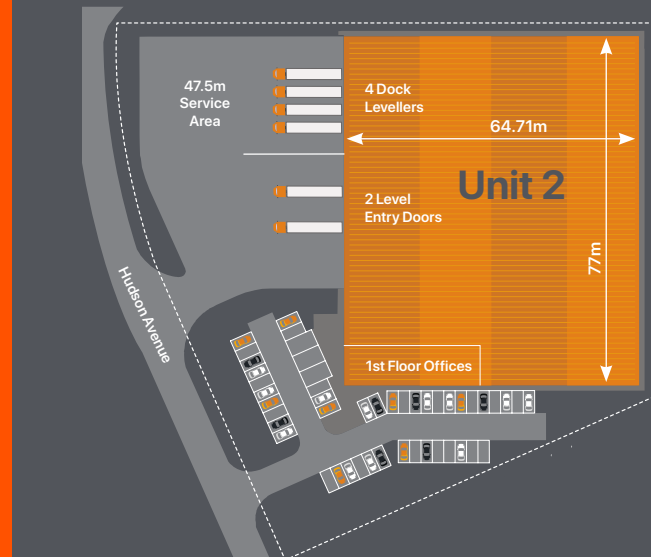 47.5m
Service
Area
4 Dock
Levellers
64.71m
Unit 2
2 Level
Entry Doors
77m
Hudson Avenue
1st Floor Offices